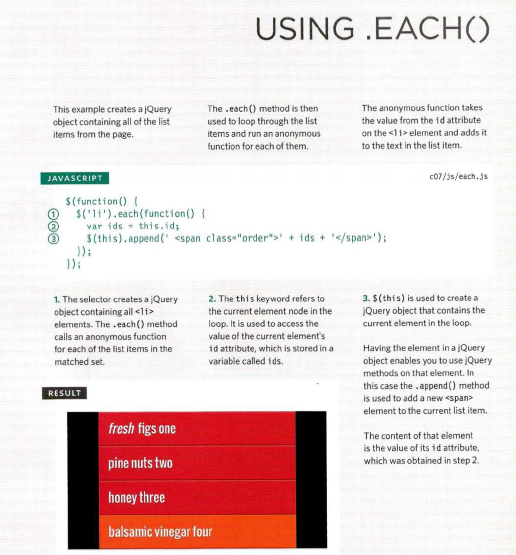 USING .EACH()
This example creates a jQuery
object containing all of the list
items from the page.
The .each() method is then
used to loop through the list
items and run an anonymous
function for each of them.
The anonymous function takes
the value from the id attribute
on the <li> element and adds it
to the text in the list item.
JAVASCRIPT
c07/js/each.js
$(function() {
① $('li').each(function() {
② var ids = this.id;
③ $(this).append(' <span class="order">' + ids + '</span>');
});
});
1. The selector creates a jQuery
object containing all <li>
elements. The .each() method
calls an anonymous function
for each of the list items in the
matched set.
2. The this keyword refers to
the current element node in the
loop. It is used to access the
value of the current element's
id attribute, which is stored in a
variable called ids.
3. $(this) is used to create a
jQuery object that contains the
current element in the loop.
Having the element in a jQuery
object enables you to use jQuery
methods on that element. In
this case the .append() method
is used to add a new <span>
element to the current list item.
The content of that element
is the value of its id attribute,
which was obtained in step 2.
RESULT
fresh figs one
pine nuts two
honey three
balsamic vinegar four